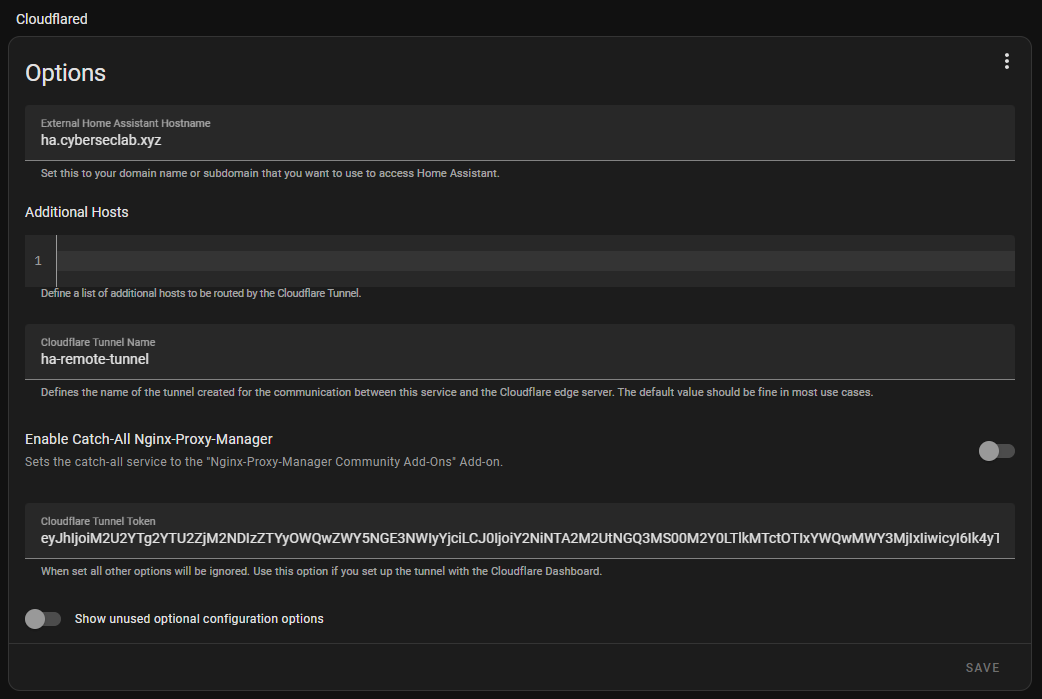 Cloudflared
Options
External Home Assistant Hostname
ha.cyberseclab.xyz
Set this to your domain name or subdomain that you want to use to access Home Assistant.
Additional Hosts
1
Define a list of additional hosts to be routed by the Cloudflare Tunnel.
Cloudflare Tunnel Name
ha-remote-tunnel
Defines the name of the tunnel created for the communication between this service and the Cloudflare edge server. The default value should be fine in most use cases.
Enable Catch-All Nginx-Proxy-Manager
Sets the catch-all service to the "Nginx-Proxy-Manager Community Add-Ons" Add-on.
Cloudflare Tunnel Token
When set all other options will be ignored. Use this option if you set up the tunnel with the Cloudflare Dashboard.
Show unused optional configuration options
SAVE